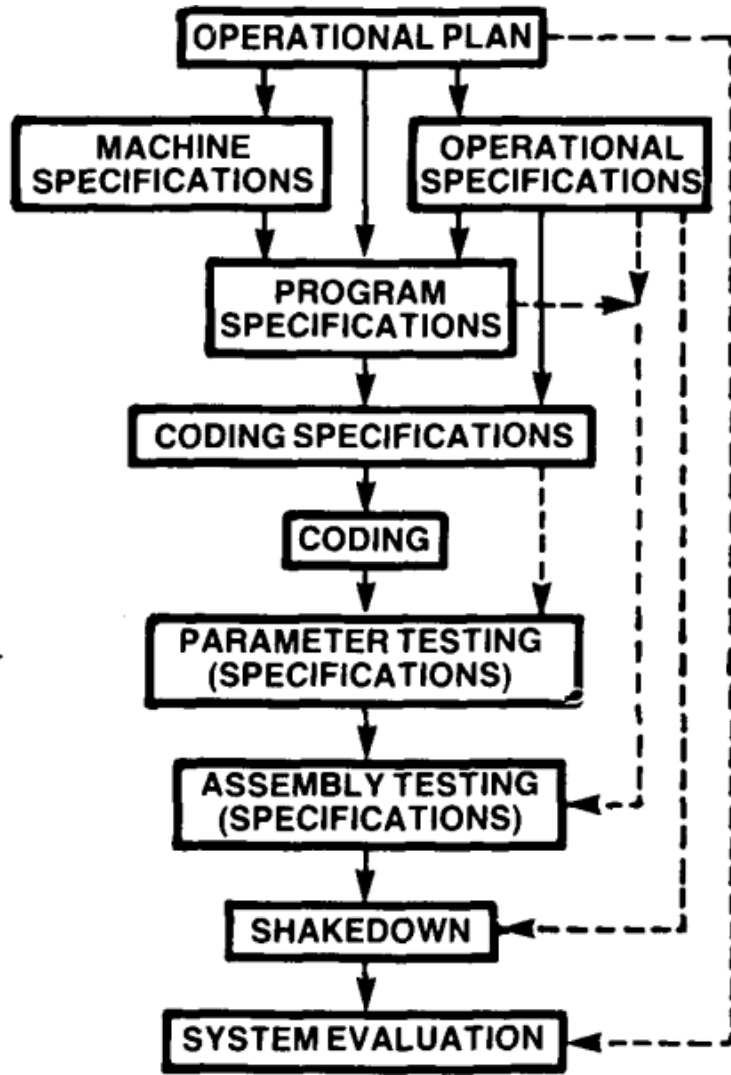 OPERATIONAL PLAN
MACHINE
SPECIFICATIONS
OPERATIONAL
SPECIFICATIONS
PROGRAM
SPECIFICATIONS
CODING SPECIFICATIONS
CODING
PARAMETER TESTING
(SPECIFICATIONS)
ASSEMBLY TESTING
(SPECIFICATIONS)
SHAKEDOWN
SYSTEM EVALUATION